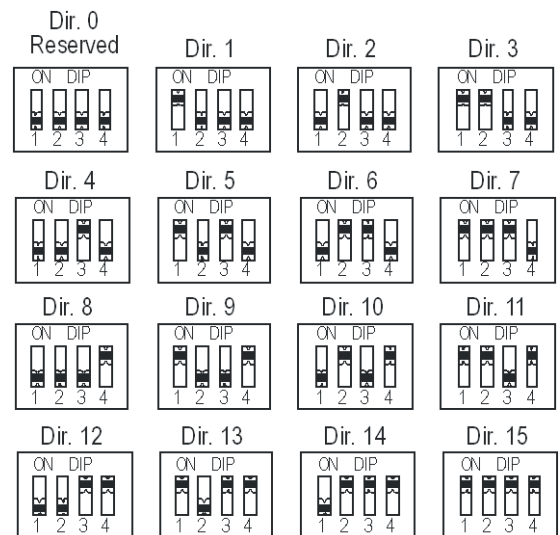 Dir. 0
Reserved
Dir. 1
Dir. 2
Dir. 3
ON DIP
1 2 3 4
ON DIP
1 2 3 4
ON DIP
1 2 3 4
ON DIP
1 2 3 4
Dir. 4
Dir. 5
Dir. 6
Dir. 7
ON DIP
1 2 3 4
ON DIP
1 2 3 4
ON DIP
1 2 3 4
ON DIP
1 2 3 4
Dir. 8
Dir. 9
Dir. 10
Dir. 11
ON DIP
1 2 3 4
ON DIP
1 2 3 4
ON DIP
1 2 3 4
ON DIP
1 2 3 4
Dir. 12
Dir. 13
Dir. 14
Dir. 15
ON DIP
1 2 3 4
ON DIP
1 2 3 4
ON DIP
1 2 3 4
ON DIP
1 2 3 4